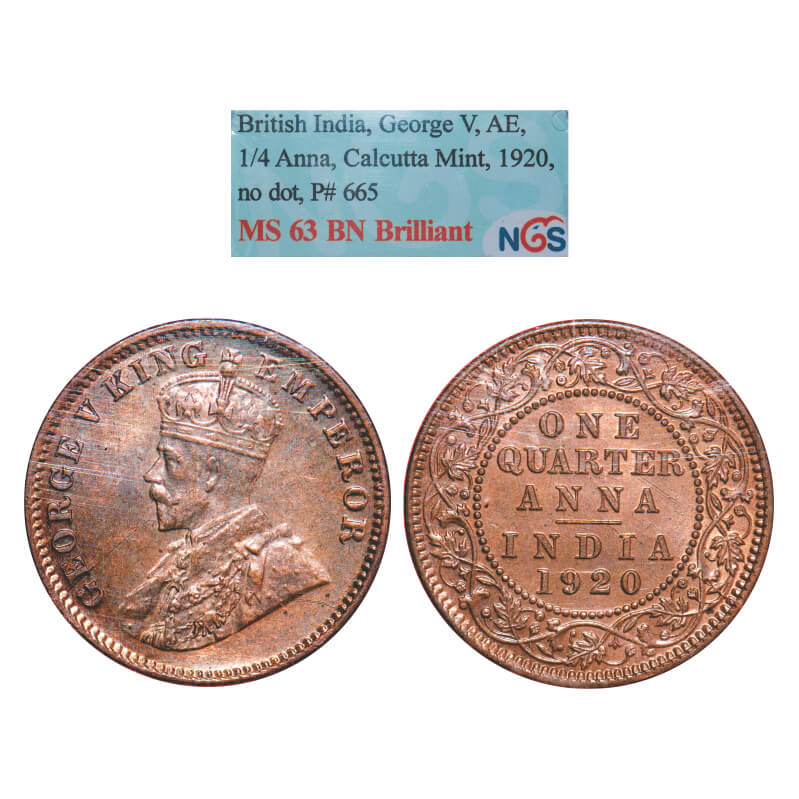 British India, George V, AE,
1/4 Anna, Calcutta Mint, 1920,
no dot, P# 665
MS 63 BN Brilliant
NGS
GEORGE V KING EMPEROR
ONE
QUARTER
ANNA
INDIA
1920